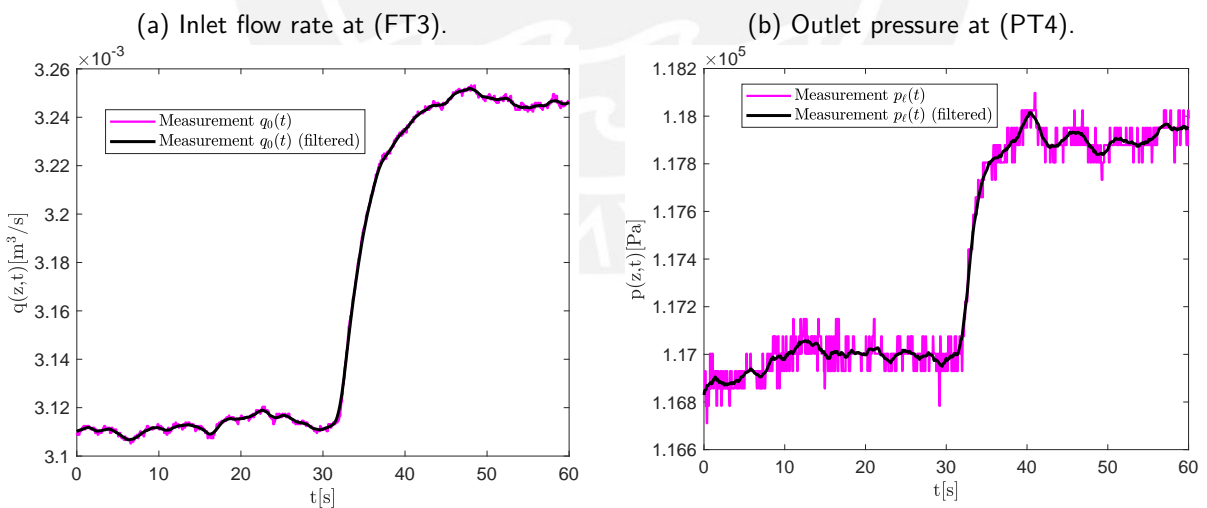 (a) Inlet flow rate at (FT3).
×10⁻³
3.26
3.24
3.22
3.2
3.18
3.16
3.14
3.12
3.1
q(z,t)[m³/s]
Measurement q₀(t)
Measurement q₀(t) (filtered)
0 10 20 30 40 50 60
t[s]
(b) Outlet pressure at (PT4).
×10⁵
1.182
1.18
1.178
1.176
1.174
1.172
1.17
1.168
1.166
p(z,t)[Pa]
Measurement pℓ(t)
Measurement pℓ(t) (filtered)
0 10 20 30 40 50 60
t[s]